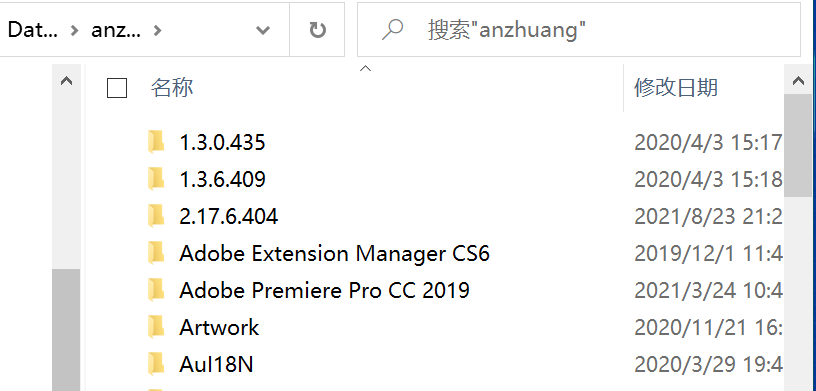 Dat... anz... 搜索"anzhuang"
名称 修改日期
1.3.0.435 2020/4/3 15:17
1.3.6.409 2020/4/3 15:18
2.17.6.404 2021/8/23 21:2
Adobe Extension Manager CS6 2019/12/1 11:4
Adobe Premiere Pro CC 2019 2021/3/24 10:4
Artwork 2020/11/21 16:
AuI18N 2020/3/29 19:4